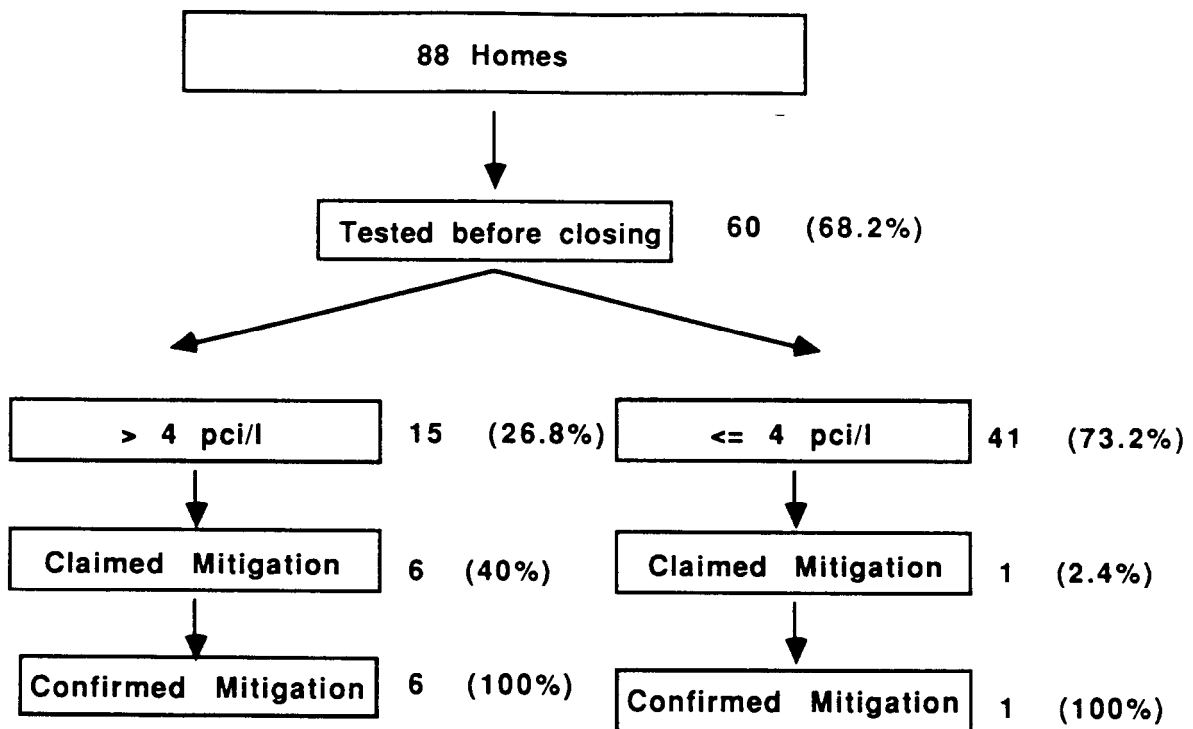 88 Homes
Tested before closing 60 (68.2%)
> 4 pci/l 15 (26.8%) <= 4 pci/l 41 (73.2%)
Claimed Mitigation 6 (40%) Claimed Mitigation 1 (2.4%)
Confirmed Mitigation 6 (100%) Confirmed Mitigation 1 (100%)